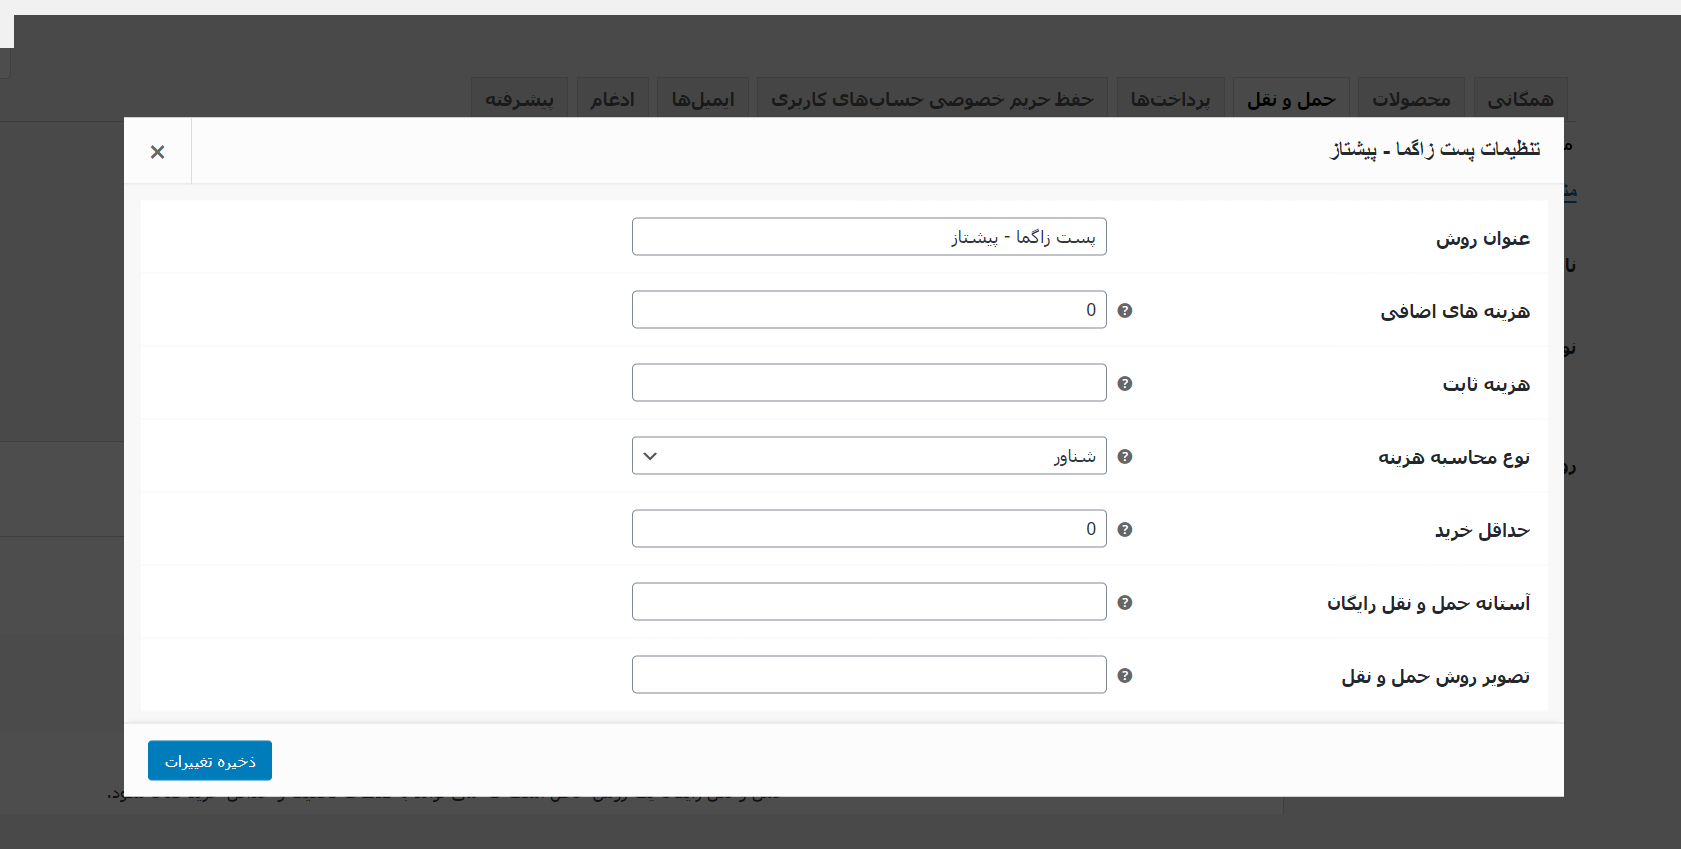 همگانی
محصولات
حمل و نقل
پرداخت‌ها
حفظ حریم خصوصی حساب‌های کاربری
ایمیل‌ها
ادغام
پیشرفته
تنظیمات پست زاگما - پیشتاز
عنوان روش
پست زاگما - پیشتاز
هزینه های اضافی
0
هزینه ثابت
نوع محاسبه هزینه
شناور
حداقل خرید
0
آستانه حمل و نقل رایگان
تصویر روش حمل و نقل
ذخیره تغییرات